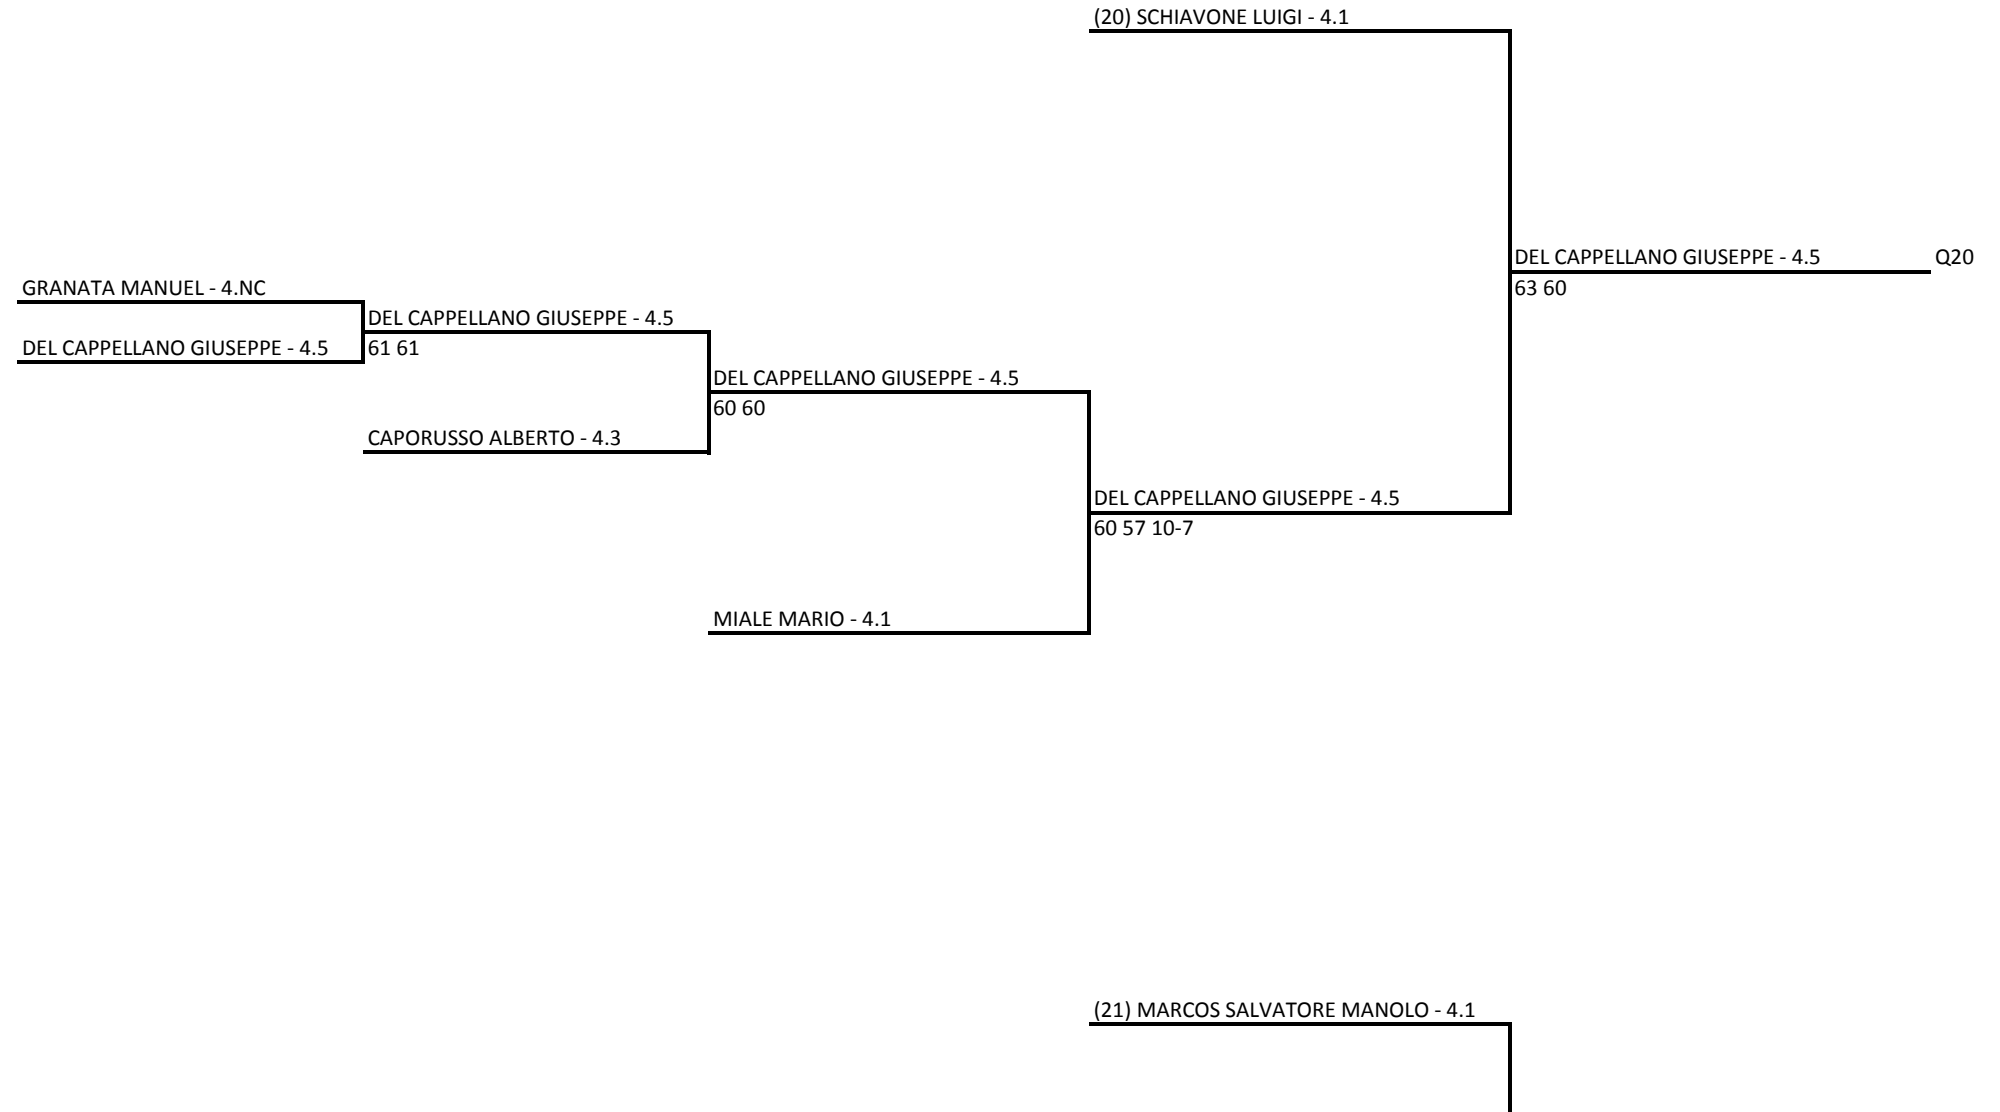 (20) SCHIAVONE LUIGI - 4.1
DEL CAPPELLANO GIUSEPPE - 4.5 Q20
GRANATA MANUEL - 4.NC
63 60
DEL CAPPELLANO GIUSEPPE - 4.5
DEL CAPPELLANO GIUSEPPE - 4.5
61 61
DEL CAPPELLANO GIUSEPPE - 4.5
60 60
CAPORUSSO ALBERTO - 4.3
DEL CAPPELLANO GIUSEPPE - 4.5
60 57 10-7
MIALE MARIO - 4.1
(21) MARCOS SALVATORE MANOLO - 4.1